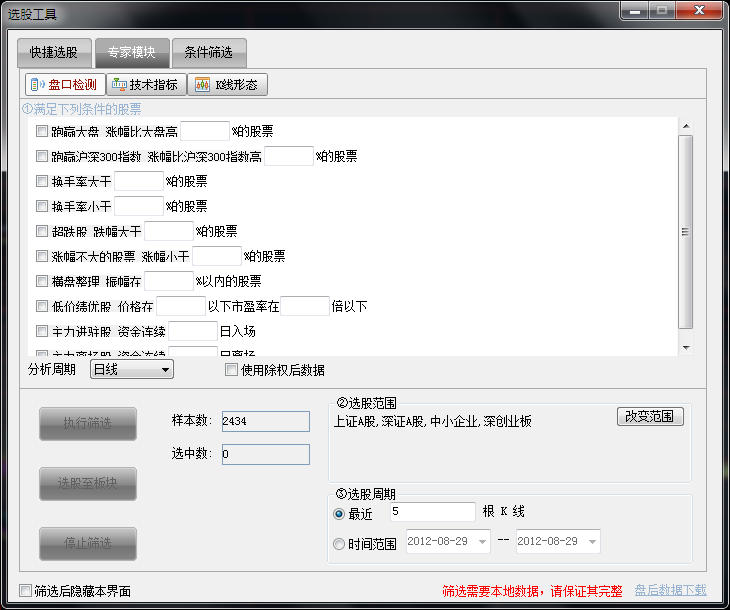 选股工具
快捷选股 专家模块 条件筛选
盘口检测 技术指标 K线形态
①满足下列条件的股票
跑赢大盘 涨幅比大盘高 %的股票
跑赢沪深300指数 涨幅比沪深300指数高 %的股票
换手率大于 %的股票
换手率小于 %的股票
超跌股 跌幅大于 %的股票
涨幅不大的股票 涨幅小于 %的股票
横盘整理 振幅在 %以内的股票
低价绩优股 价格在 以下市盈率在 倍以下
主力进驻股 资金连续 日入场
主力离场股 资金连续 日离场
分析周期 日线 使用除权后数据
执行筛选 样本数: 2434
选股至板块 选中数: 0
停止筛选
②选股范围
上证A股,深证A股,中小企业,深创业板 改变范围
③选股周期
最近 5 根 K 线
时间范围 2012-08-29 -- 2012-08-29
筛选后隐藏本界面 筛选需要本地数据,请保证其完整 盘后数据下载